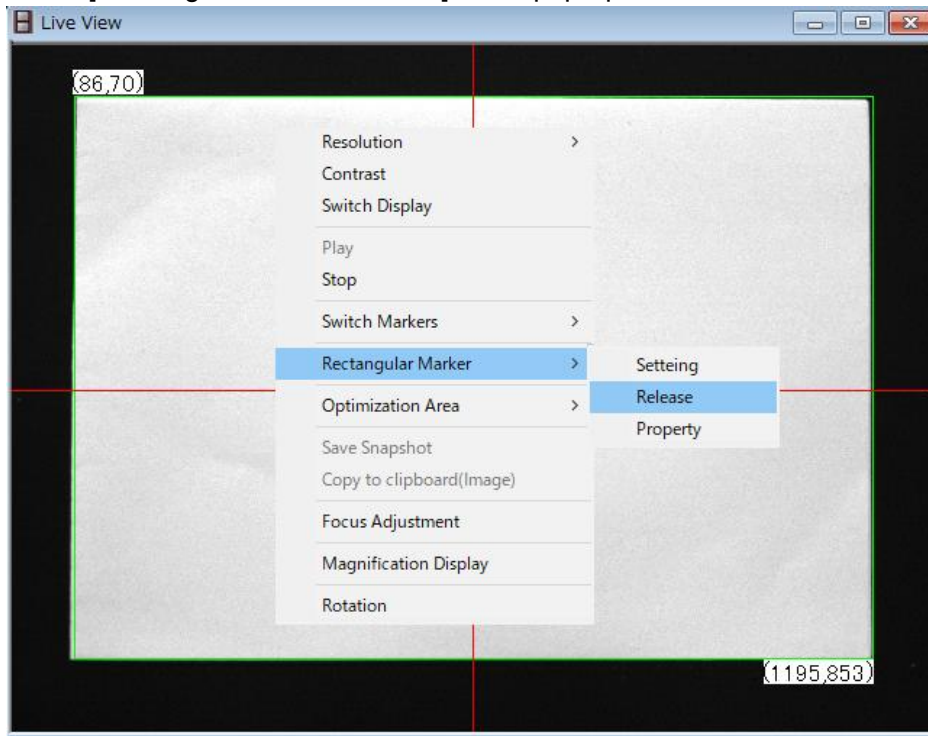 Live View
(86,70)
Resolution
Contrast
Switch Display
Play
Stop
Switch Markers
Rectangular Marker
Setteing
Release
Property
Optimization Area
Save Snapshot
Copy to clipboard(Image)
Focus Adjustment
Magnification Display
Rotation
(1195,853)